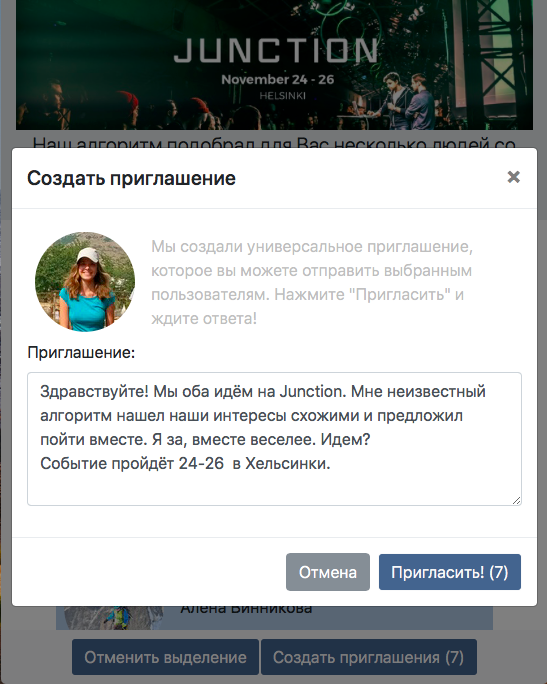 JUNCTION
November 24 - 26
HELSINKI
Наш алгоритм подобрал для Вас несколько людей со
Создать приглашение
×
Мы создали универсальное приглашение,
которое вы можете отправить выбранным
пользователям. Нажмите "Пригласить" и
ждите ответа!
Приглашение:
Здравствуйте! Мы оба идём на Junction. Мне неизвестный
алгоритм нашел наши интересы схожими и предложил
пойти вместе. Я за, вместе веселее. Идем?
Событие пройдёт 24-26  в Хельсинки.
Отмена
Пригласить! (7)
Алена Винникова
Отменить выделение
Создать приглашения (7)